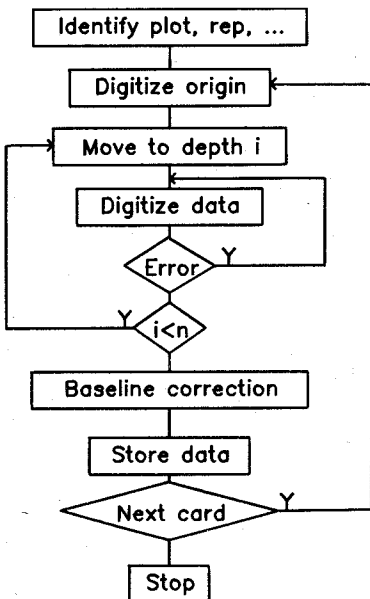 Identify plot, rep, ...
Digitize origin
Move to depth i
Digitize data
Error
Y
Y
i<n
Baseline correction
Store data
Next card
Y
Stop